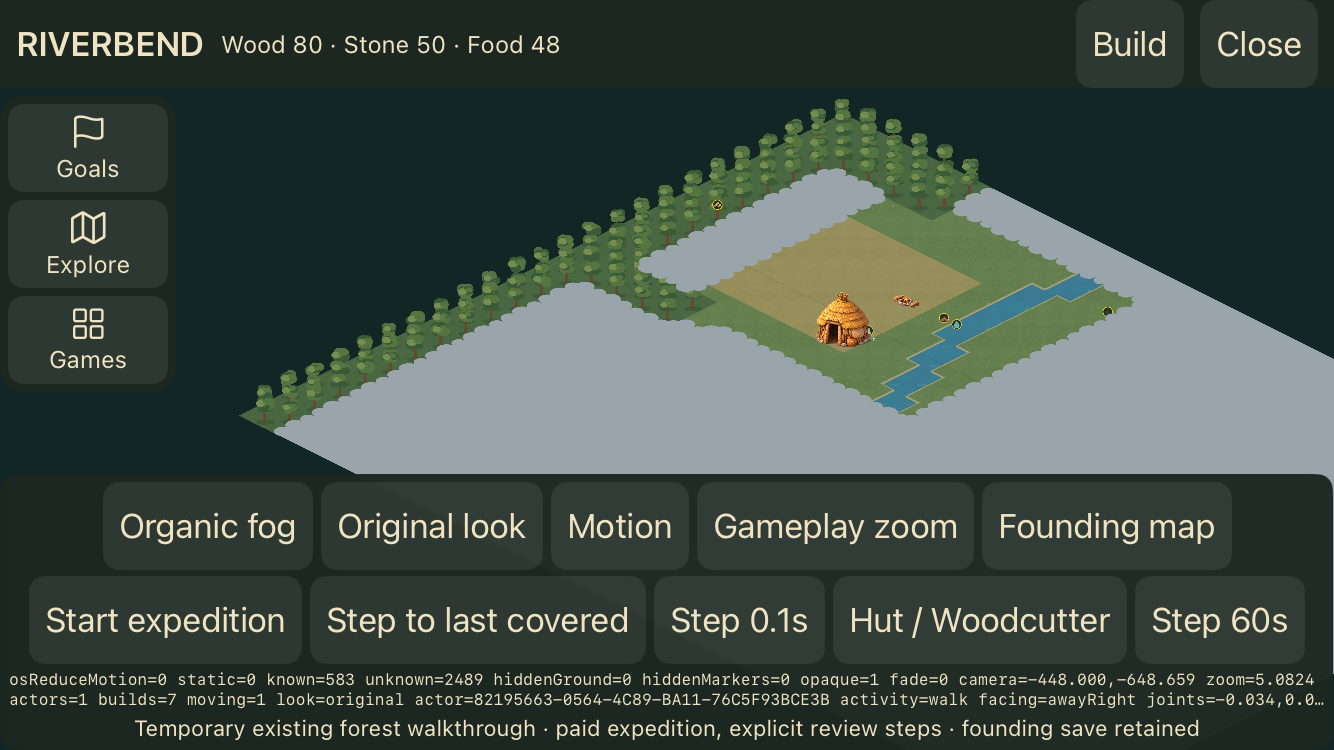 RIVERBEND Wood 80 · Stone 50 · Food 48 Build Close
Goals
Explore
Games
Organic fog Original look Motion Gameplay zoom Founding map
Start expedition Step to last covered Step 0.1s Hut / Woodcutter Step 60s
osReduceMotion=0 static=0 known=583 unknown=2489 hiddenGround=0 hiddenMarkers=0 opaque=1 fade=0 camera=−448.000,−648.659 zoom=5.0824
actors=1 builds=7 moving=1 look=original actor=82195663-0564-4C89-BA11-76C5F93BCE3B activity=walk facing=awayRight joints=−0.034,0.0…
Temporary existing forest walkthrough · paid expedition, explicit review steps · founding save retained